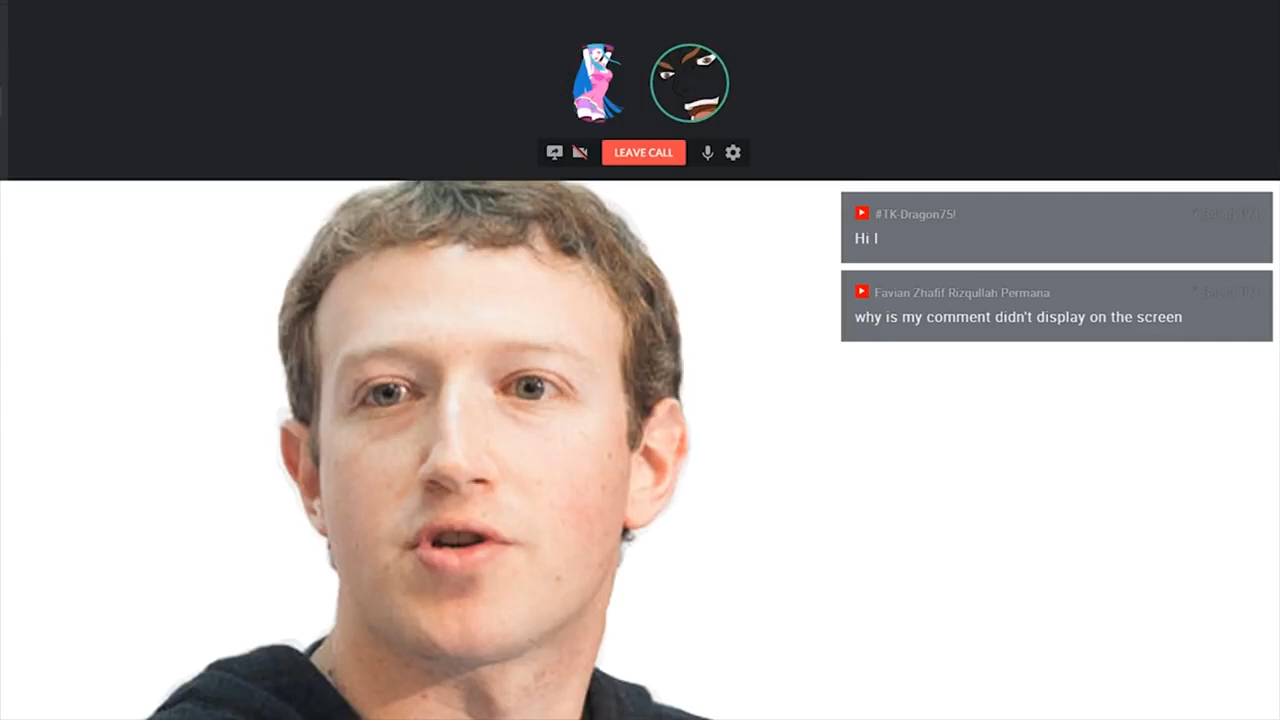 LEAVE CALL
#TK-Dragon75!
Hi I
Favian Zhafif Rizqullah Permana
why is my comment didn't display on the screen